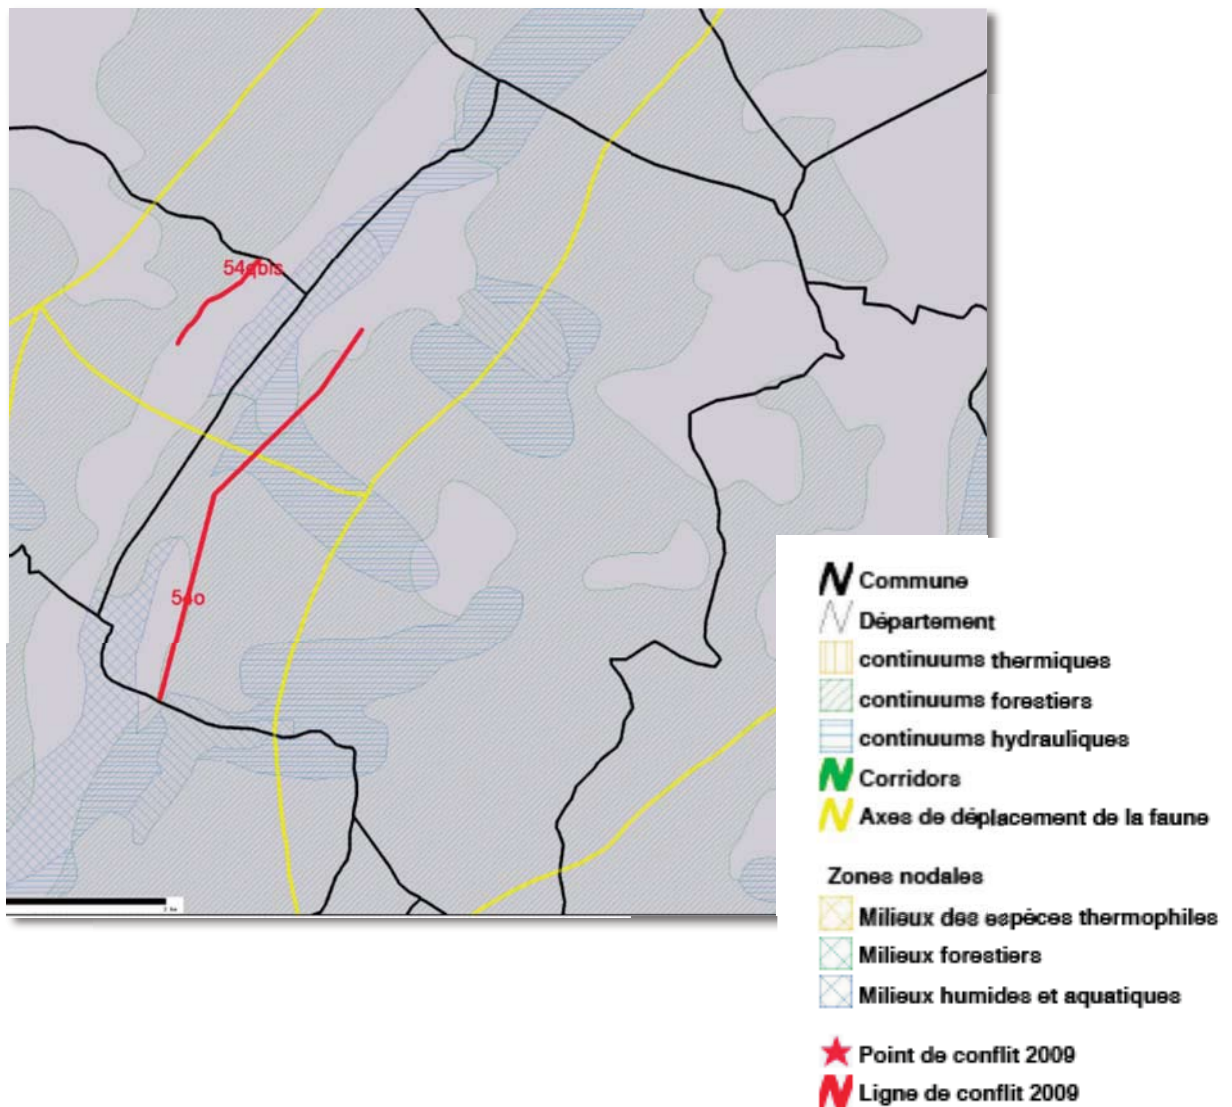 54qbis
54o
Commune
Département
continuums thermiques
continuums forestiers
continuums hydrauliques
Corridors
Axes de déplacement de la faune
Zones nodales
Milieux des espèces thermophiles
Milieux forestiers
Milieux humides et aquatiques
Point de conflit 2009
Ligne de conflit 2009